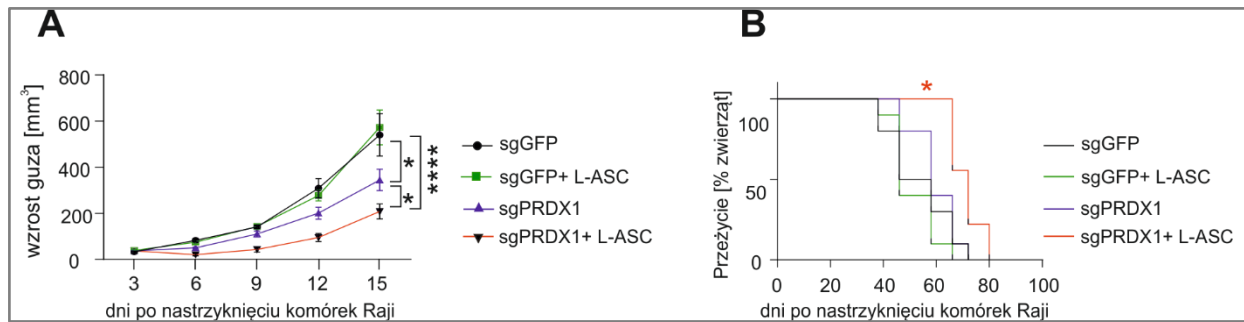 A
wzrost guza [mm³]
800
600
400
200
0
3 6 9 12 15
dni po nastrzyknięciu komórek Raji
*
*
****
sgGFP
sgGFP+ L-ASC
sgPRDX1
sgPRDX1+ L-ASC
B
Przeżycie [% zwierząt]
100
50
0
0 20 40 60 80 100
dni po nastrzyknięciu komórek Raji
*
sgGFP
sgGFP+ L-ASC
sgPRDX1
sgPRDX1+ L-ASC